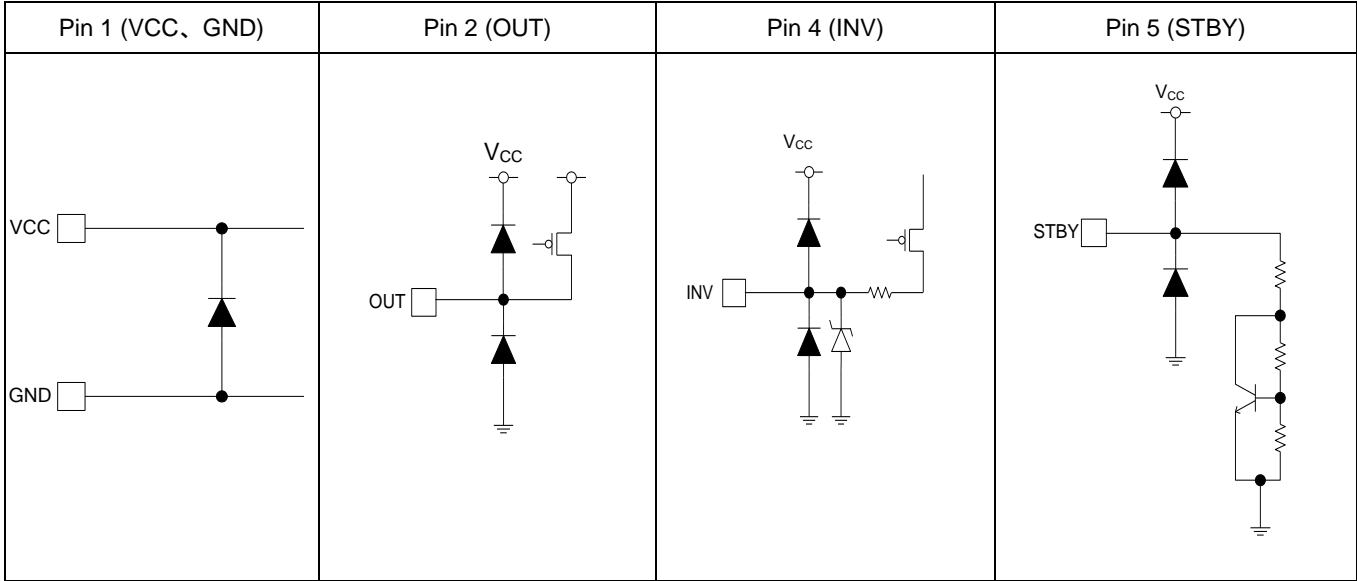 Pin 1 (VCC、GND)
Pin 2 (OUT)
Pin 4 (INV)
Pin 5 (STBY)
VCC
GND
VCC
OUT
VCC
INV
VCC
STBY